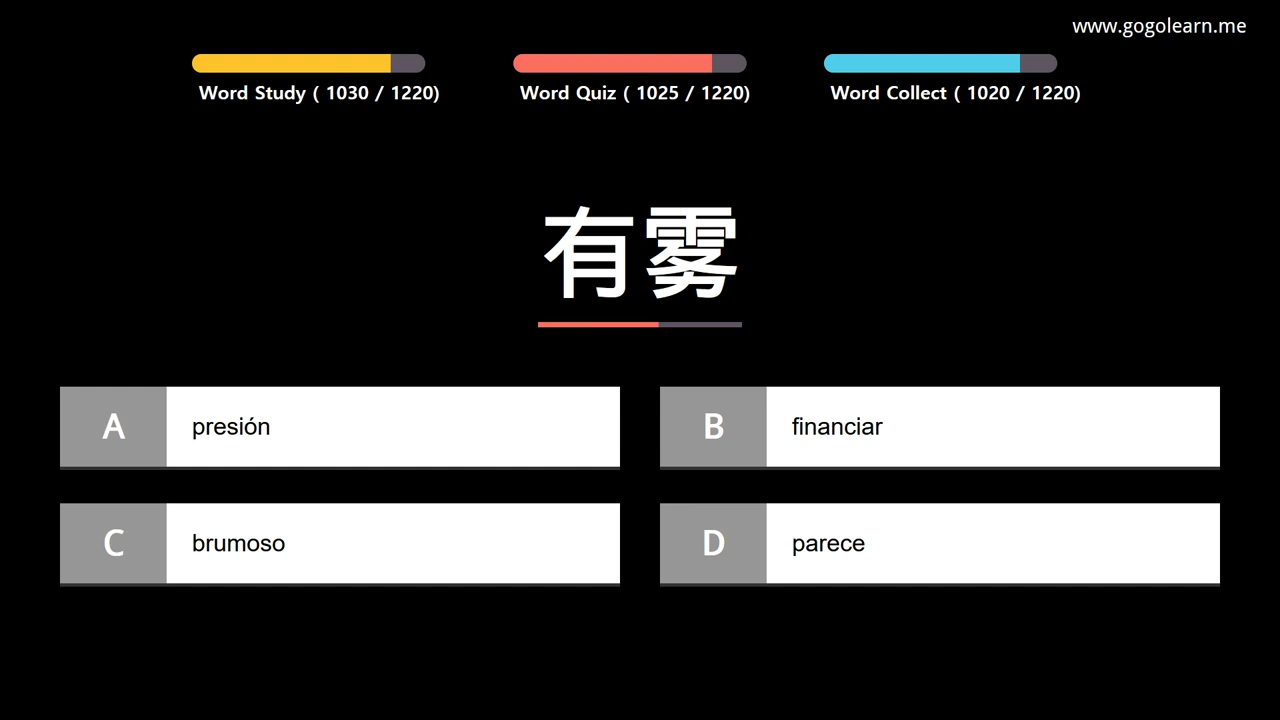 www.gogolearn.me
Word Study ( 1030 / 1220)
Word Quiz ( 1025 / 1220)
Word Collect ( 1020 / 1220)
有雾
A presión
B financiar
C brumoso
D parece